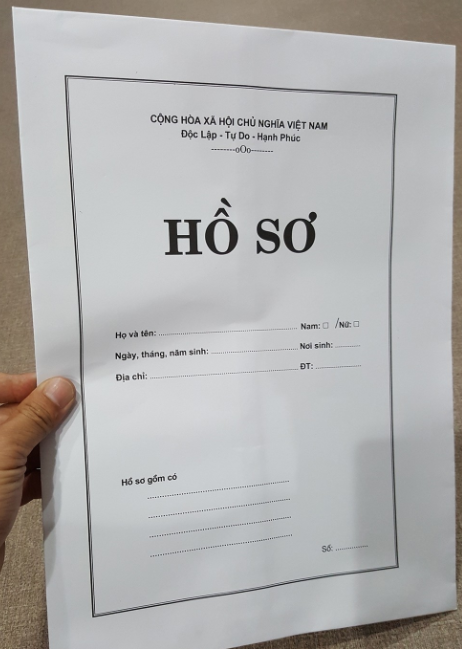 CỘNG HÒA XÃ HỘI CHỦ NGHĨA VIỆT NAM
Độc Lập - Tự Do - Hạnh Phúc
--------oOo--------
HỒ SƠ
Họ và tên: ........................................ Nam: □ /Nữ: □
Ngày, tháng, năm sinh: ........................... Nơi sinh: .........
Địa chỉ: ............................................. ĐT: ................
Hồ sơ gồm có
..............................................
..............................................
..............................................
..............................................
Số: ............